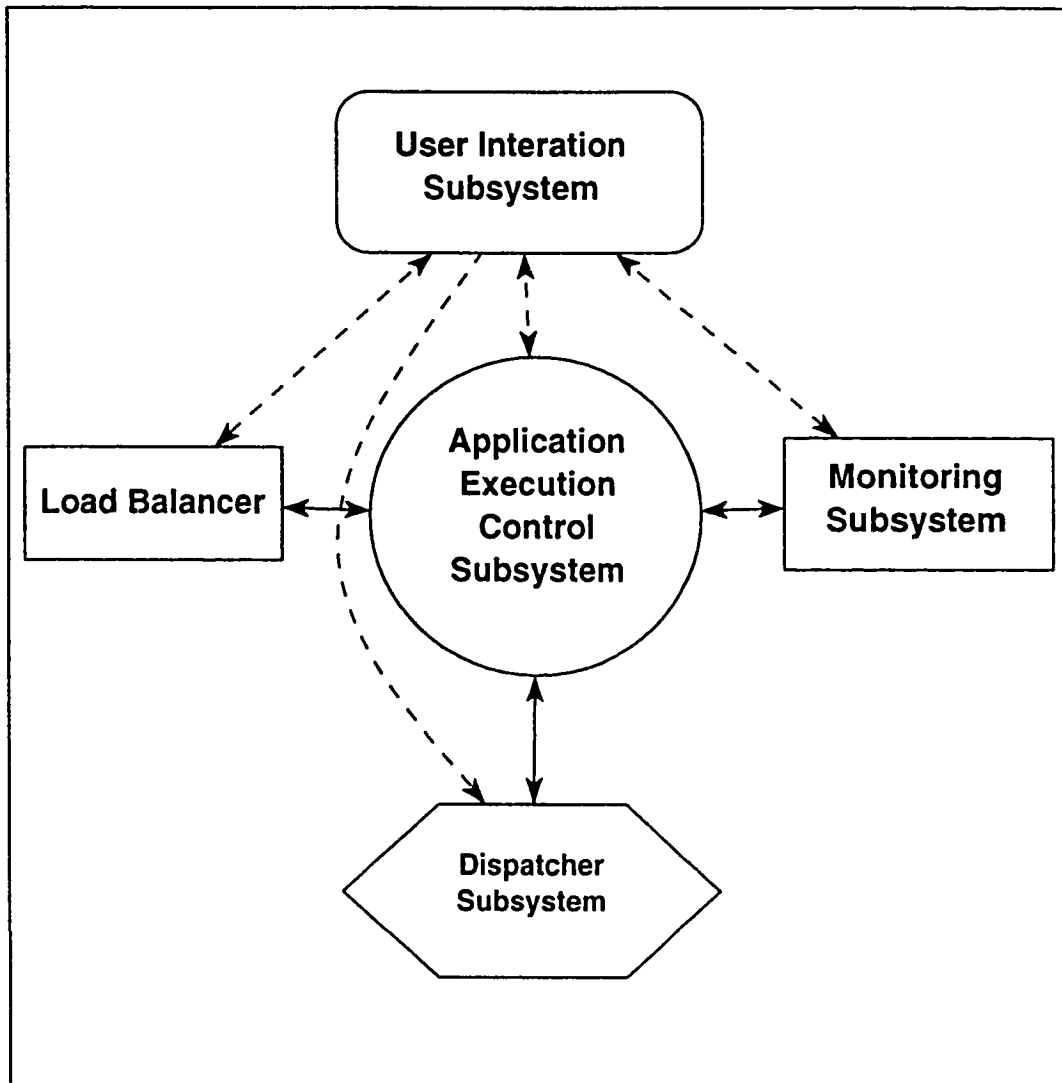 User Interation
Subsystem
Application
Execution
Control
Subsystem
Load Balancer
Monitoring
Subsystem
Dispatcher
Subsystem